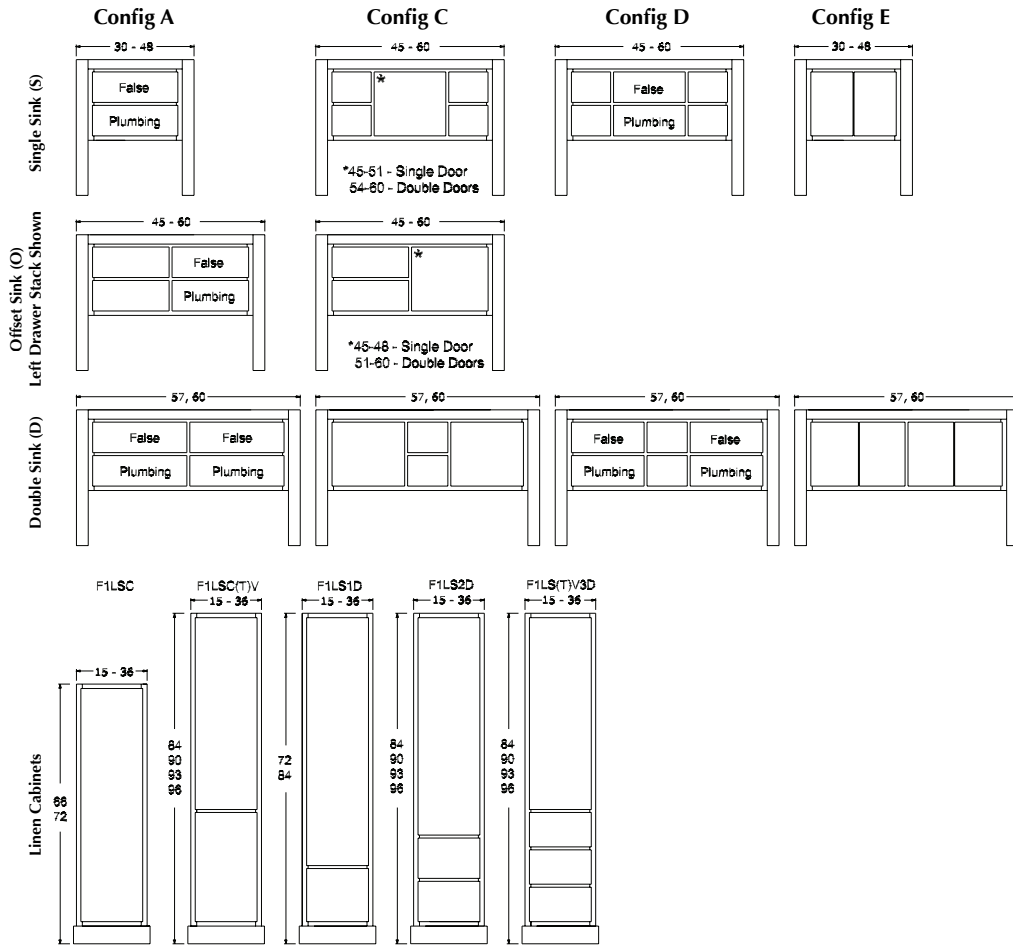 Config A
Config C
Config D
Config E
Single Sink (S)
30 - 48
45 - 60
45 - 60
30 - 48
False
Plumbing
*
*45-51 - Single Door
54-60 - Double Doors
False
Plumbing
Offset Sink (O)
Left Drawer Stack Shown
45 - 60
45 - 60
False
Plumbing
*
*45-48 - Single Door
51-60 - Double Doors
Double Sink (D)
57, 60
57, 60
57, 60
57, 60
False
False
Plumbing
Plumbing
False
False
Plumbing
Plumbing
Linen Cabinets
F1LSC
15 - 36
66
72
F1LSC(T)V
15 - 36
84
90
93
96
F1LS1D
15 - 36
72
84
F1LS2D
15 - 36
84
90
93
96
F1LS(T)V3D
15 - 36
84
90
93
96